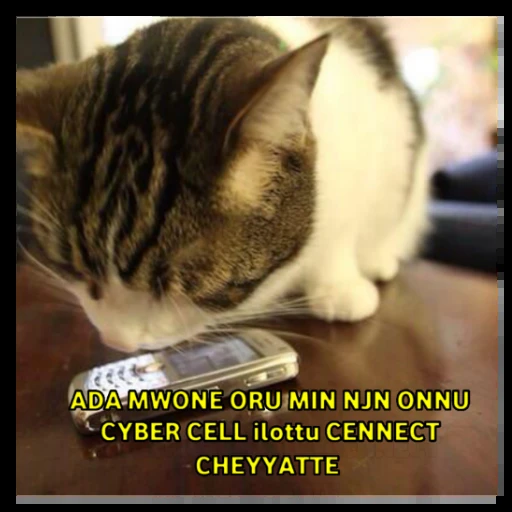 ADA MWONE ORU MIN NJN ONNU
CYBER CELL ilottu CENNECT
CHEYYATTE